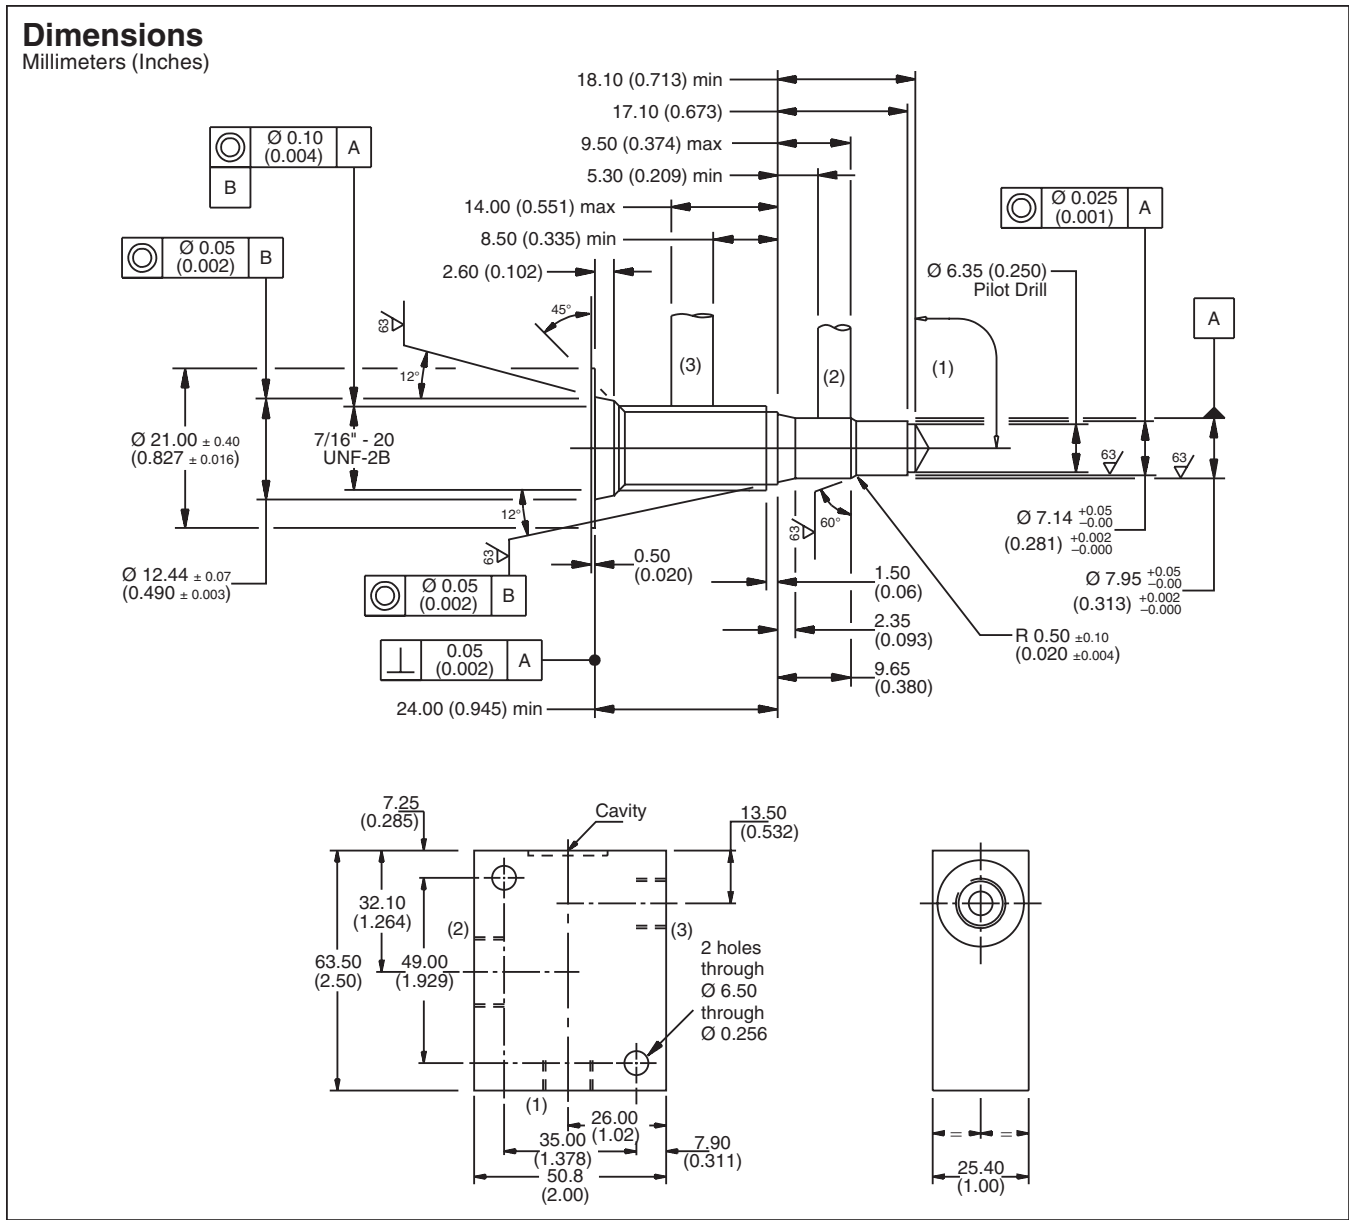 Dimensions
Millimeters (Inches)
18.10 (0.713) min
17.10 (0.673)
9.50 (0.374) max
5.30 (0.209) min
14.00 (0.551) max
8.50 (0.335) min
2.60 (0.102)
Ø 0.10
(0.004)
A
B
Ø 0.05
(0.002)
B
Ø 0.025
(0.001)
A
Ø 6.35 (0.250)
Pilot Drill
A
45°
63
12°
(3)
(2)
(1)
Ø 21.00 ± 0.40
(0.827 ± 0.016)
7/16" - 20
UNF-2B
63
63
12°
63
60°
63
Ø 7.14 +0.05 –0.00
(0.281) +0.002 –0.000
Ø 12.44 ± 0.07
(0.490 ± 0.003)
0.50
(0.020)
1.50
(0.06)
Ø 7.95 +0.05 –0.00
(0.313) +0.002 –0.000
Ø 0.05
(0.002)
B
2.35
(0.093)
R 0.50 ±0.10
(0.020 ±0.004)
0.05
(0.002)
A
9.65
(0.380)
24.00 (0.945) min
7.25
(0.285)
Cavity
13.50
(0.532)
32.10
(1.264)
(2)
(3)
63.50
(2.50)
49.00
(1.929)
2 holes
through
Ø 6.50
through
Ø 0.256
(1)
26.00
(1.02)
35.00
(1.378)
7.90
(0.311)
50.8
(2.00)
= =
25.40
(1.00)